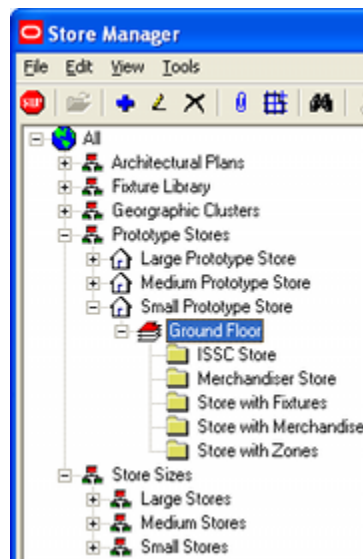 Store Manager
File Edit View Tools
STOP
All
Architectural Plans
Fixture Library
Georgraphic Clusters
Prototype Stores
Large Prototype Store
Medium Prototype Store
Small Prototype Store
Ground Floor
ISSC Store
Merchandiser Store
Store with Fixtures
Store with Merchandise
Store with Zones
Store Sizes
Large Stores
Medium Stores
Small Stores